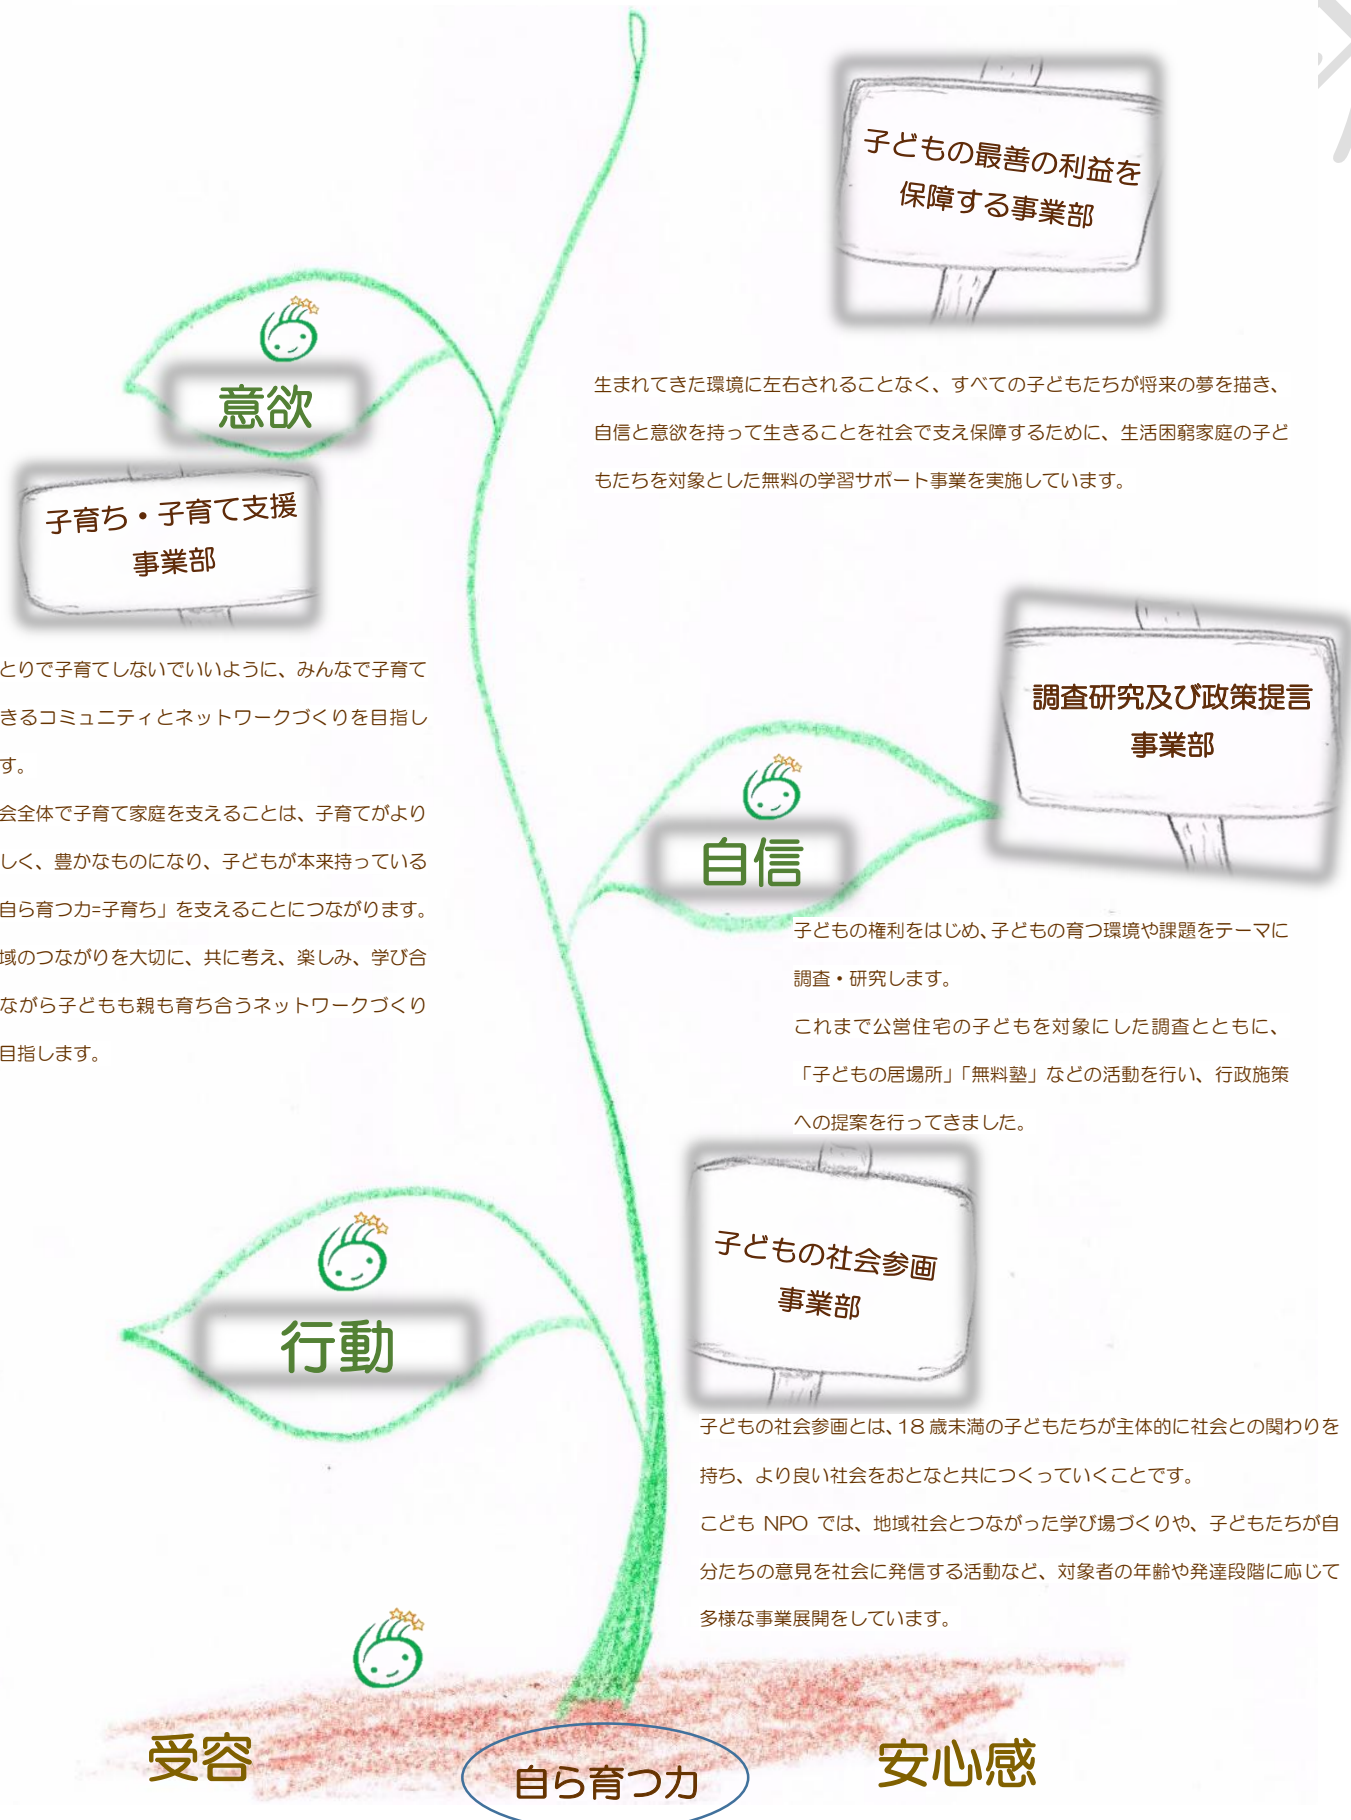 子どもの最善の利益を
保障する事業部
生まれてきた環境に左右されることなく、すべての子どもたちが将来の夢を描き、
自信と意欲を持って生きることを社会で支え保障するために、生活困窮家庭の子ど
もたちを対象とした無料の学習サポート事業を実施しています。
意欲
子育ち・子育て支援
事業部
とりで子育てしないでいいように、みんなで子育て
きるコミュニティとネットワークづくりを目指し
す。
会全体で子育て家庭を支えることは、子育てがより
しく、豊かなものになり、子どもが本来持っている
自ら育つ力=子育ち」を支えることにつながります。
域のつながりを大切に、共に考え、楽しみ、学び合
ながら子どもも親も育ち合うネットワークづくり
目指します。
調査研究及び政策提言
事業部
自信
子どもの権利をはじめ、子どもの育つ環境や課題をテーマに
調査・研究します。
これまで公営住宅の子どもを対象にした調査とともに、
「子どもの居場所」「無料塾」などの活動を行い、行政施策
への提案を行ってきました。
子どもの社会参画
事業部
行動
子どもの社会参画とは、18 歳未満の子どもたちが主体的に社会との関わりを
持ち、より良い社会をおとなと共につくっていくことです。
こども NPO では、地域社会とつながった学び場づくりや、子どもたちが自
分たちの意見を社会に発信する活動など、対象者の年齢や発達段階に応じて
多様な事業展開をしています。
受容
自ら育つ力
安心感